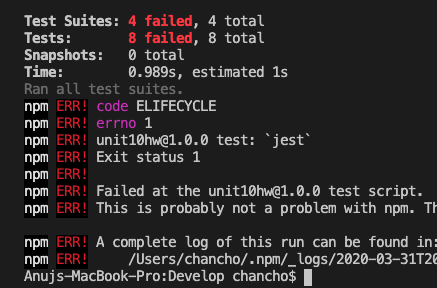 Test Suites: 4 failed, 4 total
Tests:       8 failed, 8 total
Snapshots:   0 total
Time:        0.989s, estimated 1s
Ran all test suites.
npm ERR! code ELIFECYCLE
npm ERR! errno 1
npm ERR! unit10hw@1.0.0 test: `jest`
npm ERR! Exit status 1
npm ERR!
npm ERR! Failed at the unit10hw@1.0.0 test script.
npm ERR! This is probably not a problem with npm. Th
npm ERR! A complete log of this run can be found in:
npm ERR!     /Users/chancho/.npm/_logs/2020-03-31T20
Anujs-MacBook-Pro:Develop chancho$